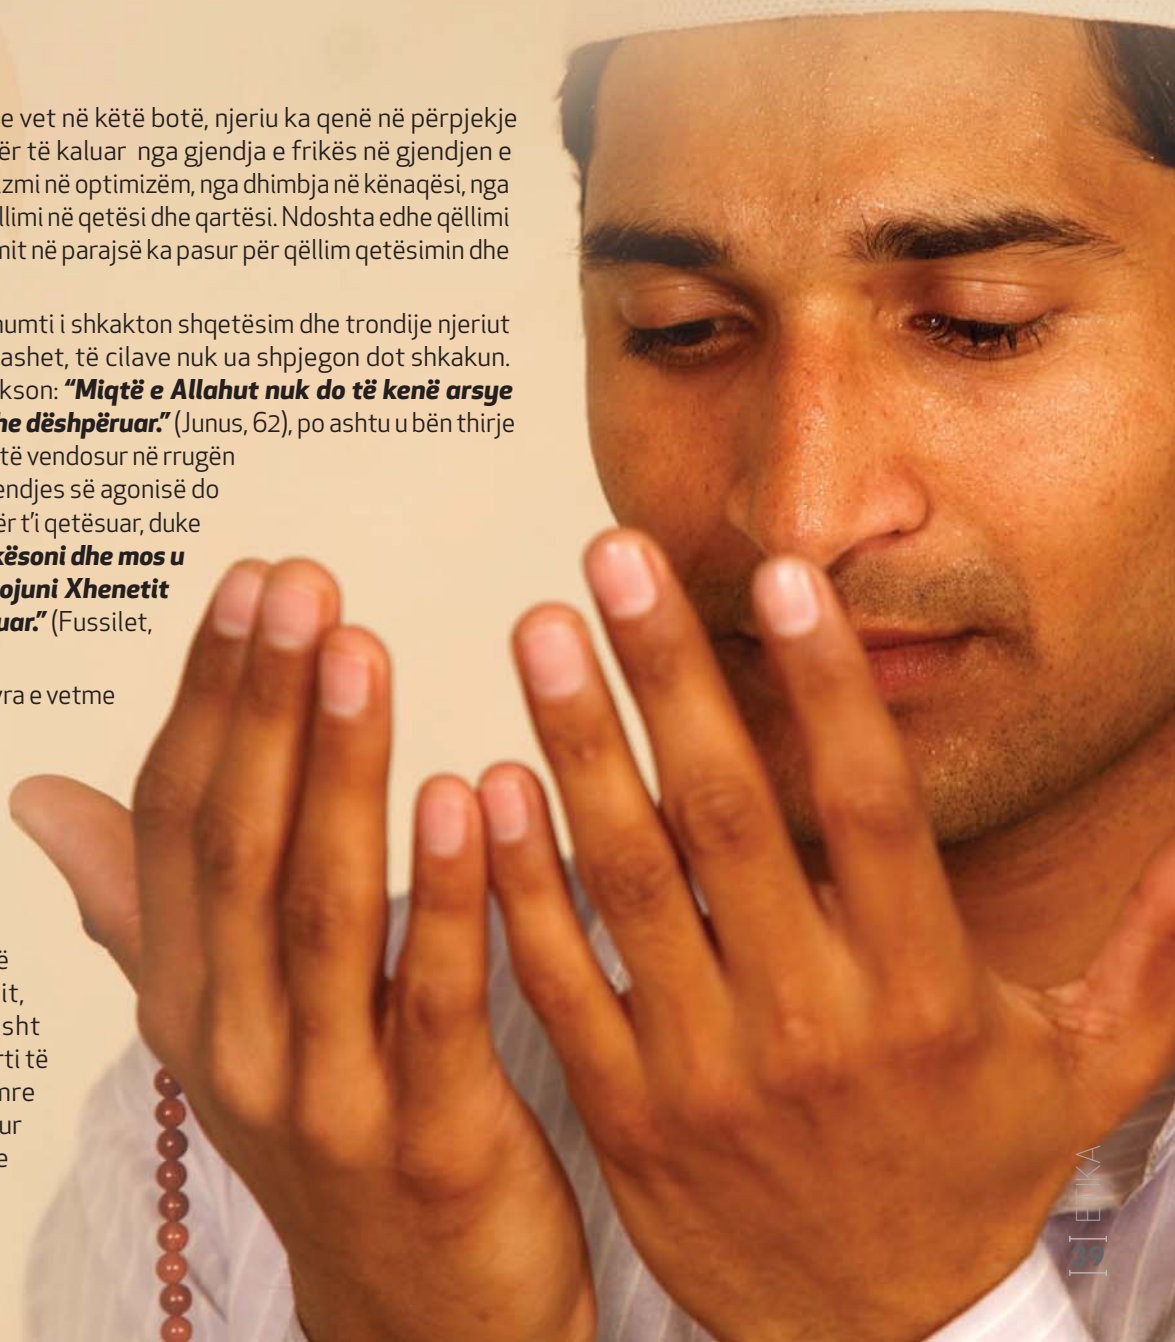 e vet në këtë botë, njeriu ka qenë në përpjekje
ër të kaluar nga gjendja e frikës në gjendjen e
zmi në optimizëm, nga dhimbja në kënaqësi, nga
llimi në qetësi dhe qartësi. Ndoshta edhe qëllimi
mit në parajsë ka pasur për qëllim qetësimin dhe
humti i shkakton shqetësim dhe trondije njeriut
ashet, të cilave nuk ua shpjegon dot shkakun.
kson: “Miqtë e Allahut nuk do të kenë arsye
he dëshpëruar.” (Junus, 62), po ashtu u bën thirje
të vendosur në rrugën
endjes së agonisë do
ër t’i qetësuar, duke
kësoni dhe mos u
ojuni Xhenetit
uar.” (Fussilet,
yra e vetme
ë
it,
sht
rti të
mre
ur
e
39 | ETIKA